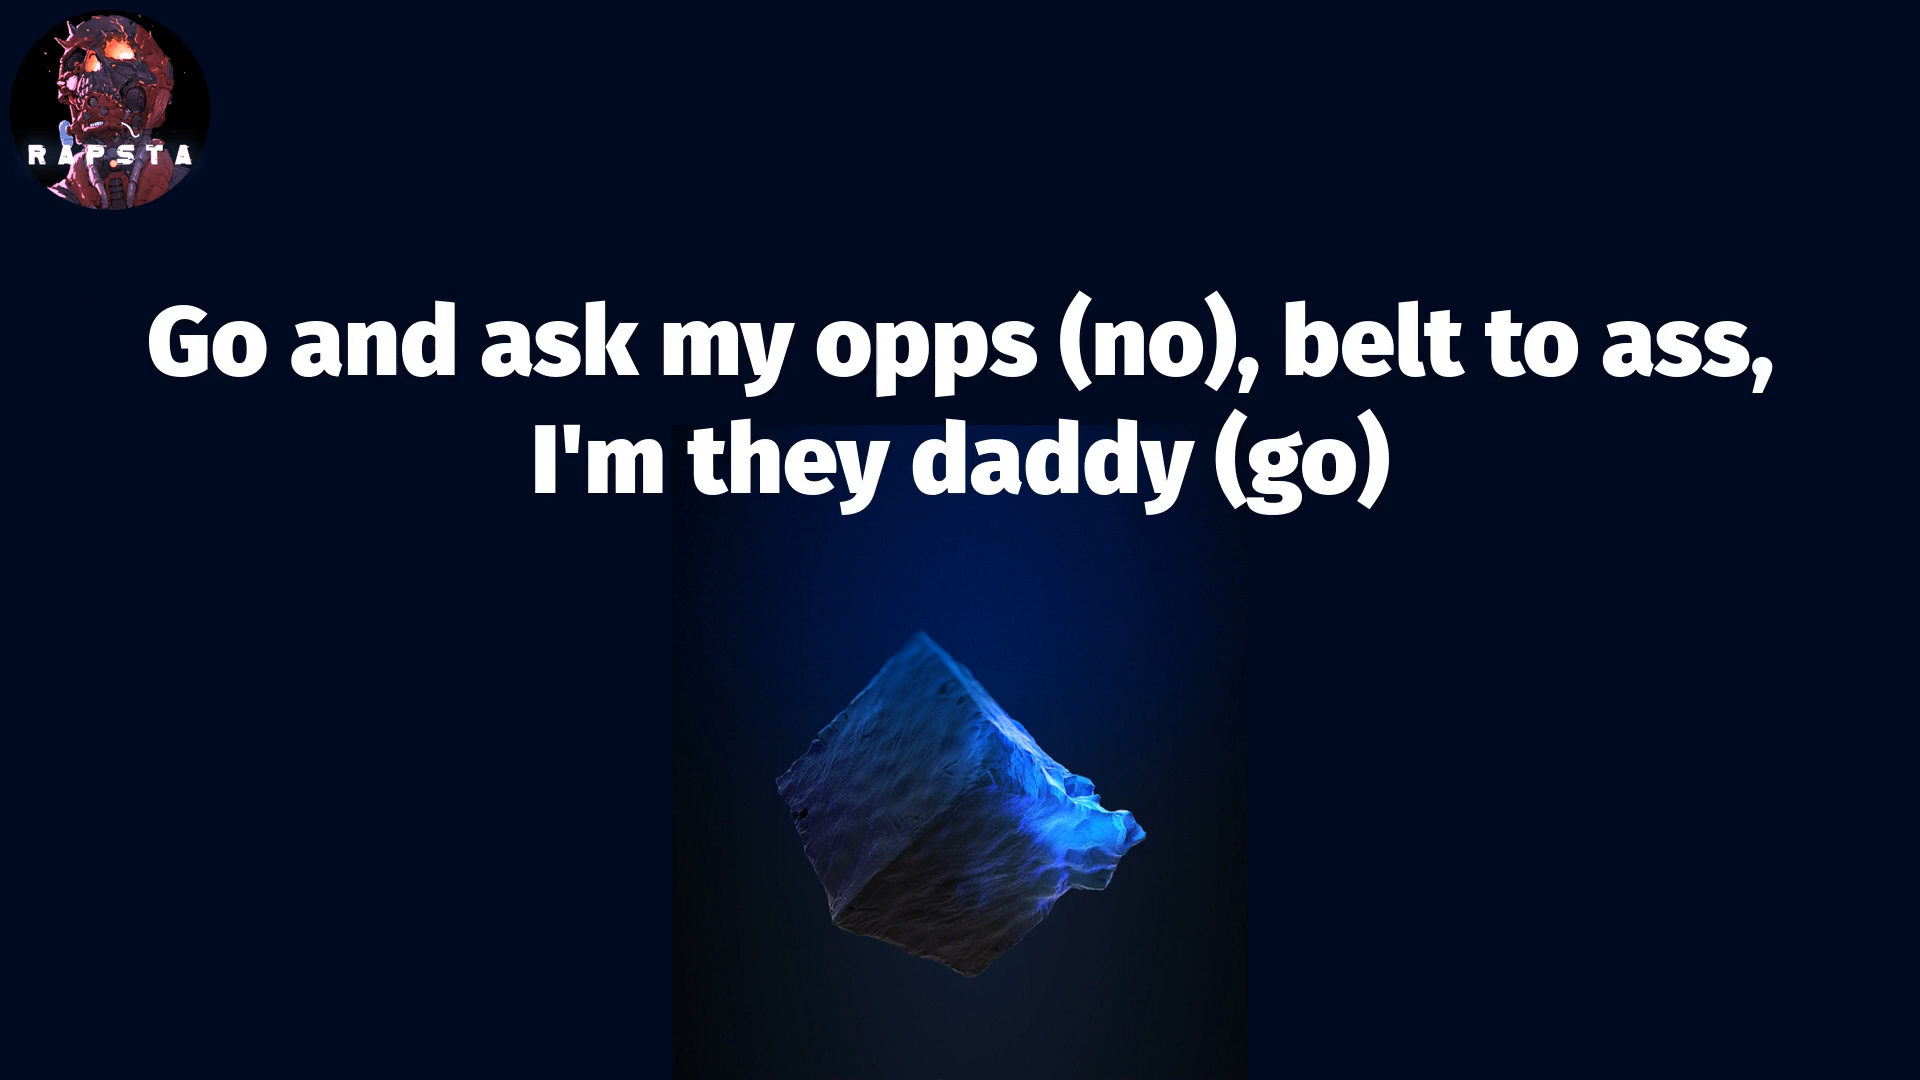 RAPSTA
Go and ask my opps (no), belt to ass,
I'm they daddy (go)